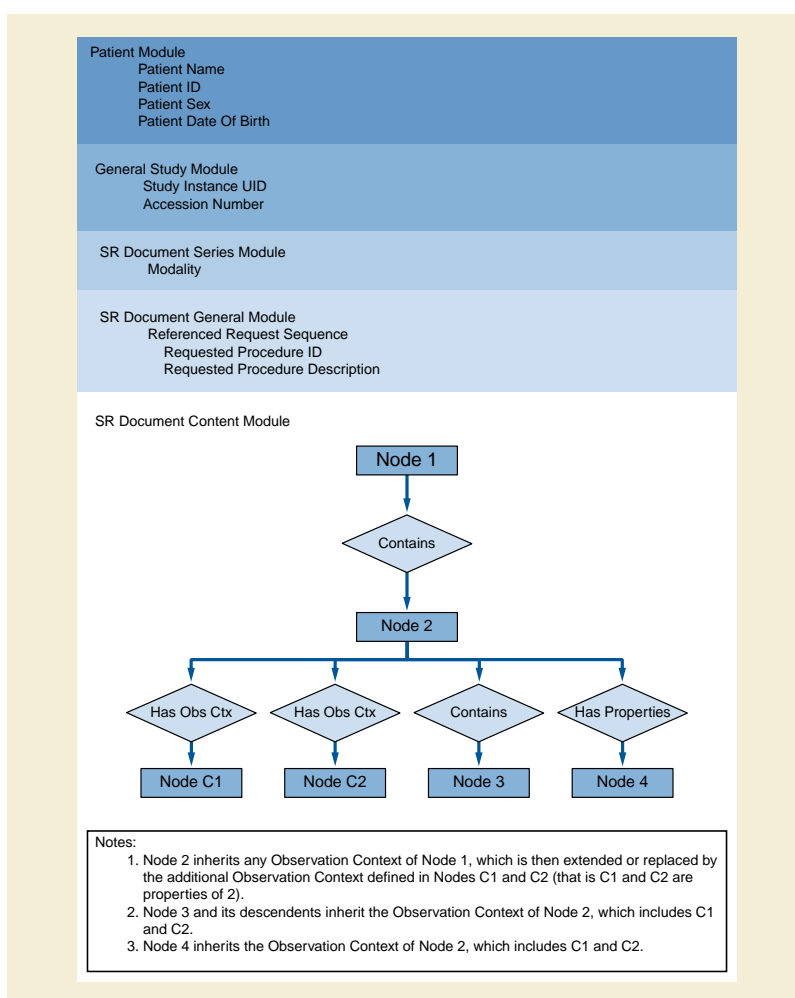 Patient Module
Patient Name
Patient ID
Patient Sex
Patient Date Of Birth
General Study Module
Study Instance UID
Accession Number
SR Document Series Module
Modality
SR Document General Module
Referenced Request Sequence
Requested Procedure ID
Requested Procedure Description
SR Document Content Module
Node 1
Contains
Node 2
Has Obs Ctx
Has Obs Ctx
Contains
Has Properties
Node C1
Node C2
Node 3
Node 4
Notes:
1. Node 2 inherits any Observation Context of Node 1, which is then extended or replaced by
the additional Observation Context defined in Nodes C1 and C2 (that is C1 and C2 are
properties of 2).
2. Node 3 and its descendents inherit the Observation Context of Node 2, which includes C1
and C2.
3. Node 4 inherits the Observation Context of Node 2, which includes C1 and C2.